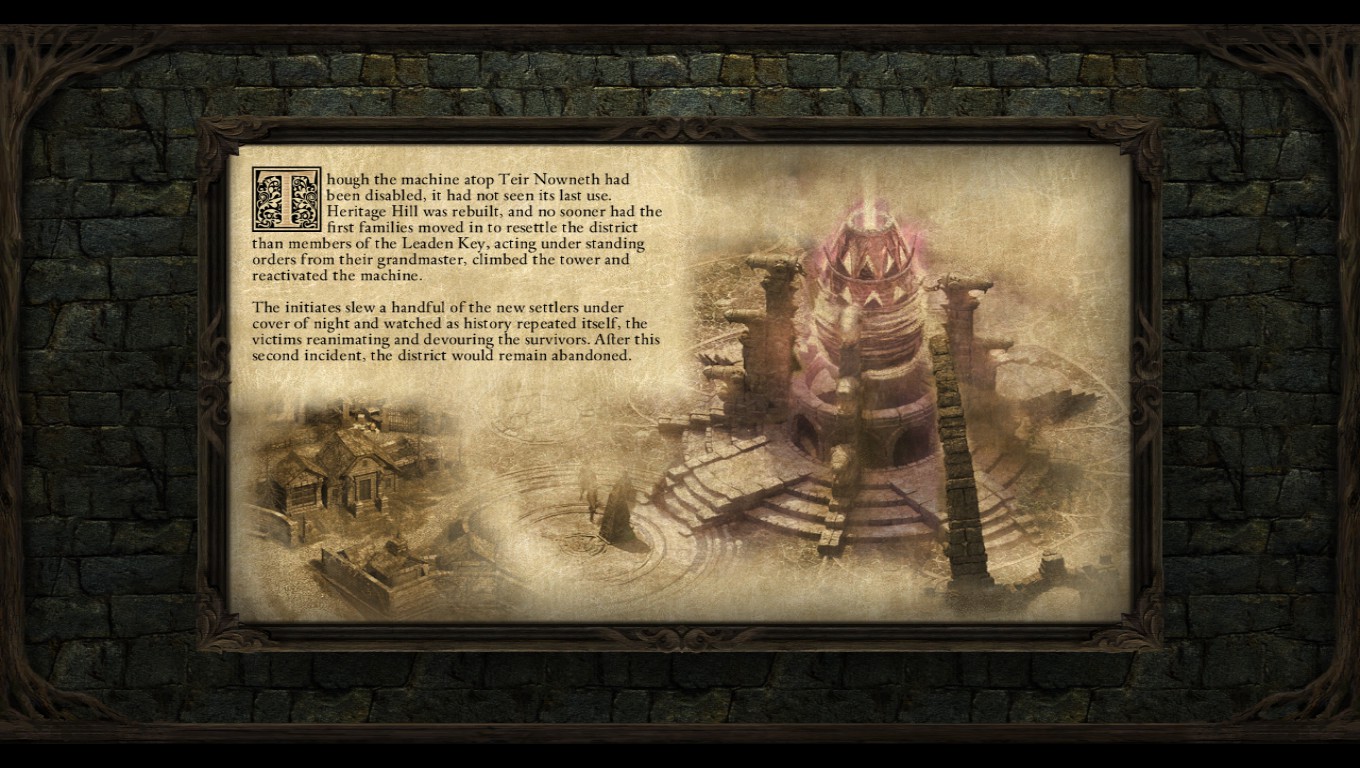 Though the machine atop Teir Nowneth had
been disabled, it had not seen its last use.
Heritage Hill was rebuilt, and no sooner had the
first families moved in to resettle the district
than members of the Leaden Key, acting under standing
orders from their grandmaster, climbed the tower and
reactivated the machine.
The initiates slew a handful of the new settlers under
cover of night and watched as history repeated itself, the
victims reanimating and devouring the survivors. After this
second incident, the district would remain abandoned.